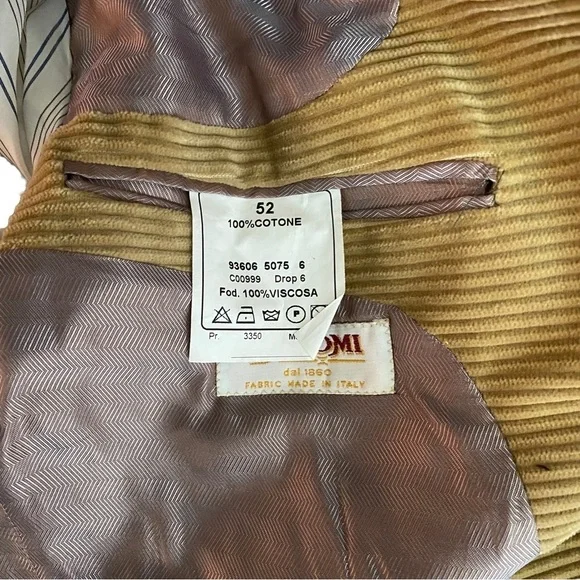 52
100%COTONE
93606 5075 6
C00999 Drop 6
Fod. 100%VISCOSA
P
Pr. 3350 M.
dal 1860
FABRIC MADE IN ITALY